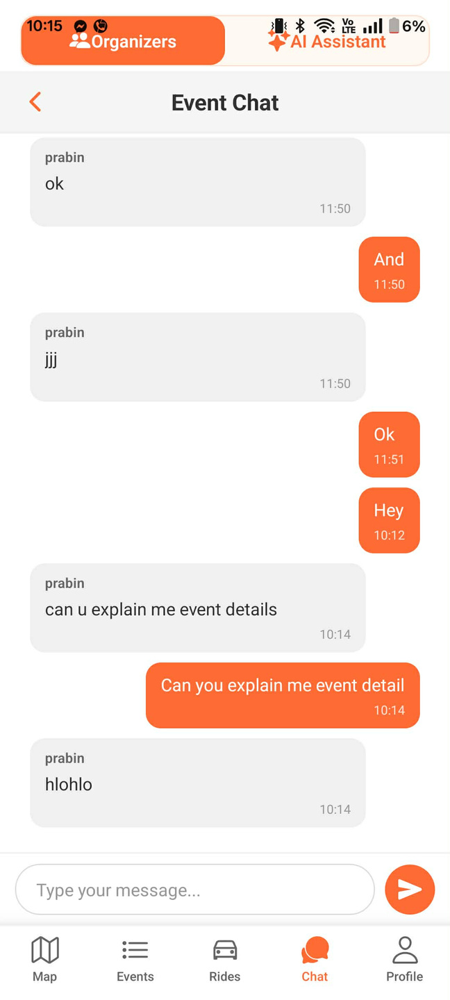 10:15 Vo LTE 6%
Organizers AI Assistant
Event Chat
prabin
ok
11:50
And
11:50
prabin
jjj
11:50
Ok
11:51
Hey
10:12
prabin
can u explain me event details
10:14
Can you explain me event detail
10:14
prabin
hlohlo
10:14
Type your message...
Map Events Rides Chat Profile